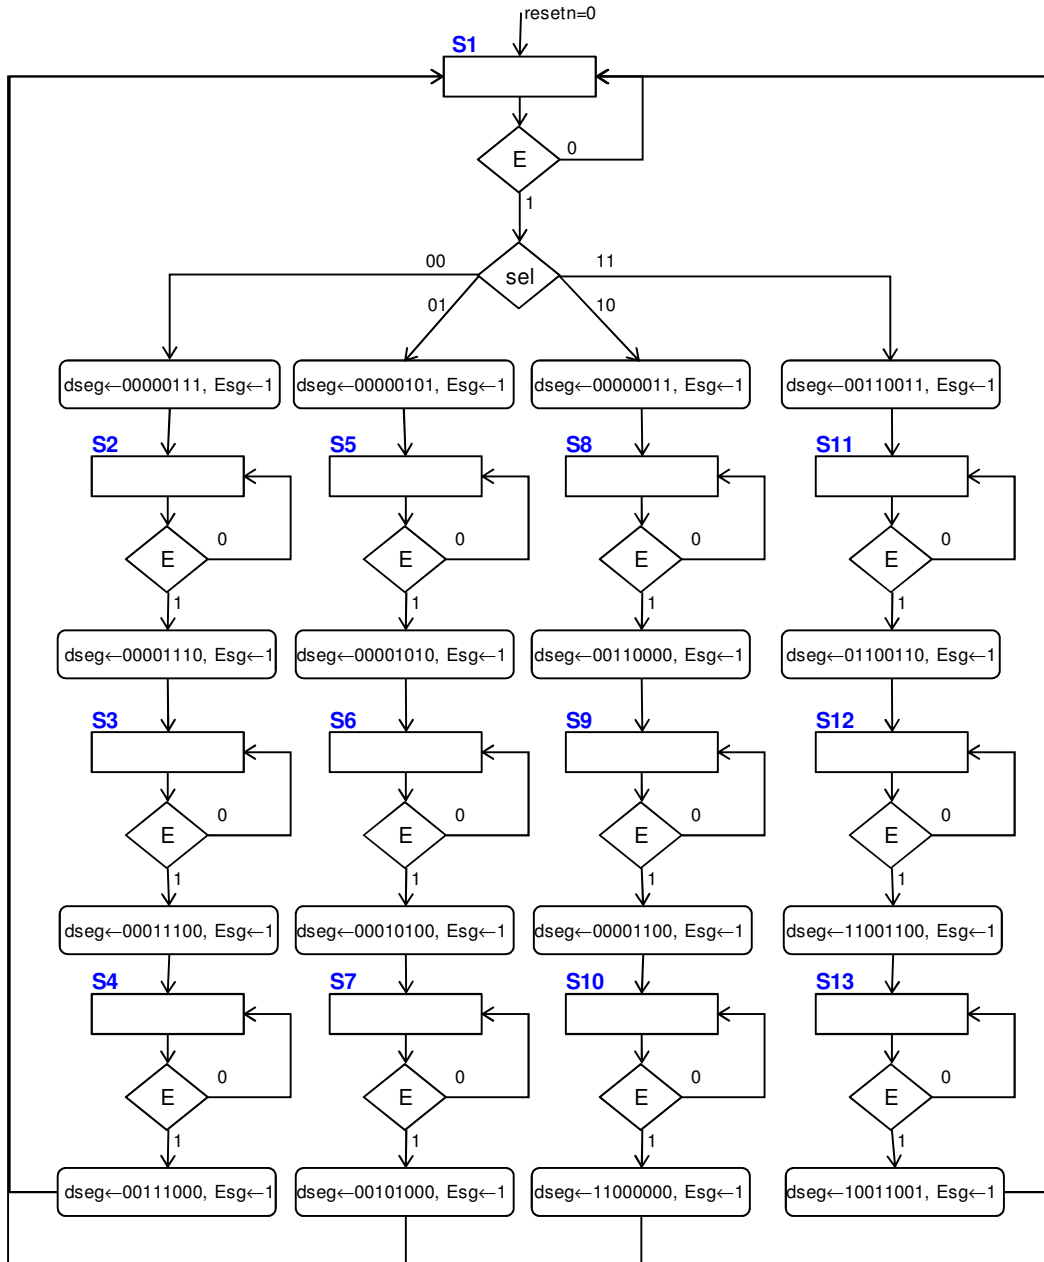 resetn=0
S1
E
0
1
sel
00
11
01
10
dseg←00000111, Esg←1
dseg←00000101, Esg←1
dseg←00000011, Esg←1
dseg←00110011, Esg←1
S2
S5
S8
S11
E
0
E
0
E
0
E
0
1
1
1
1
dseg←00001110, Esg←1
dseg←00001010, Esg←1
dseg←00110000, Esg←1
dseg←01100110, Esg←1
S3
S6
S9
S12
E
0
E
0
E
0
E
0
1
1
1
1
dseg←00011100, Esg←1
dseg←00010100, Esg←1
dseg←00001100, Esg←1
dseg←11001100, Esg←1
S4
S7
S10
S13
E
0
E
0
E
0
E
0
1
1
1
1
dseg←00111000, Esg←1
dseg←00101000, Esg←1
dseg←11000000, Esg←1
dseg←10011001, Esg←1